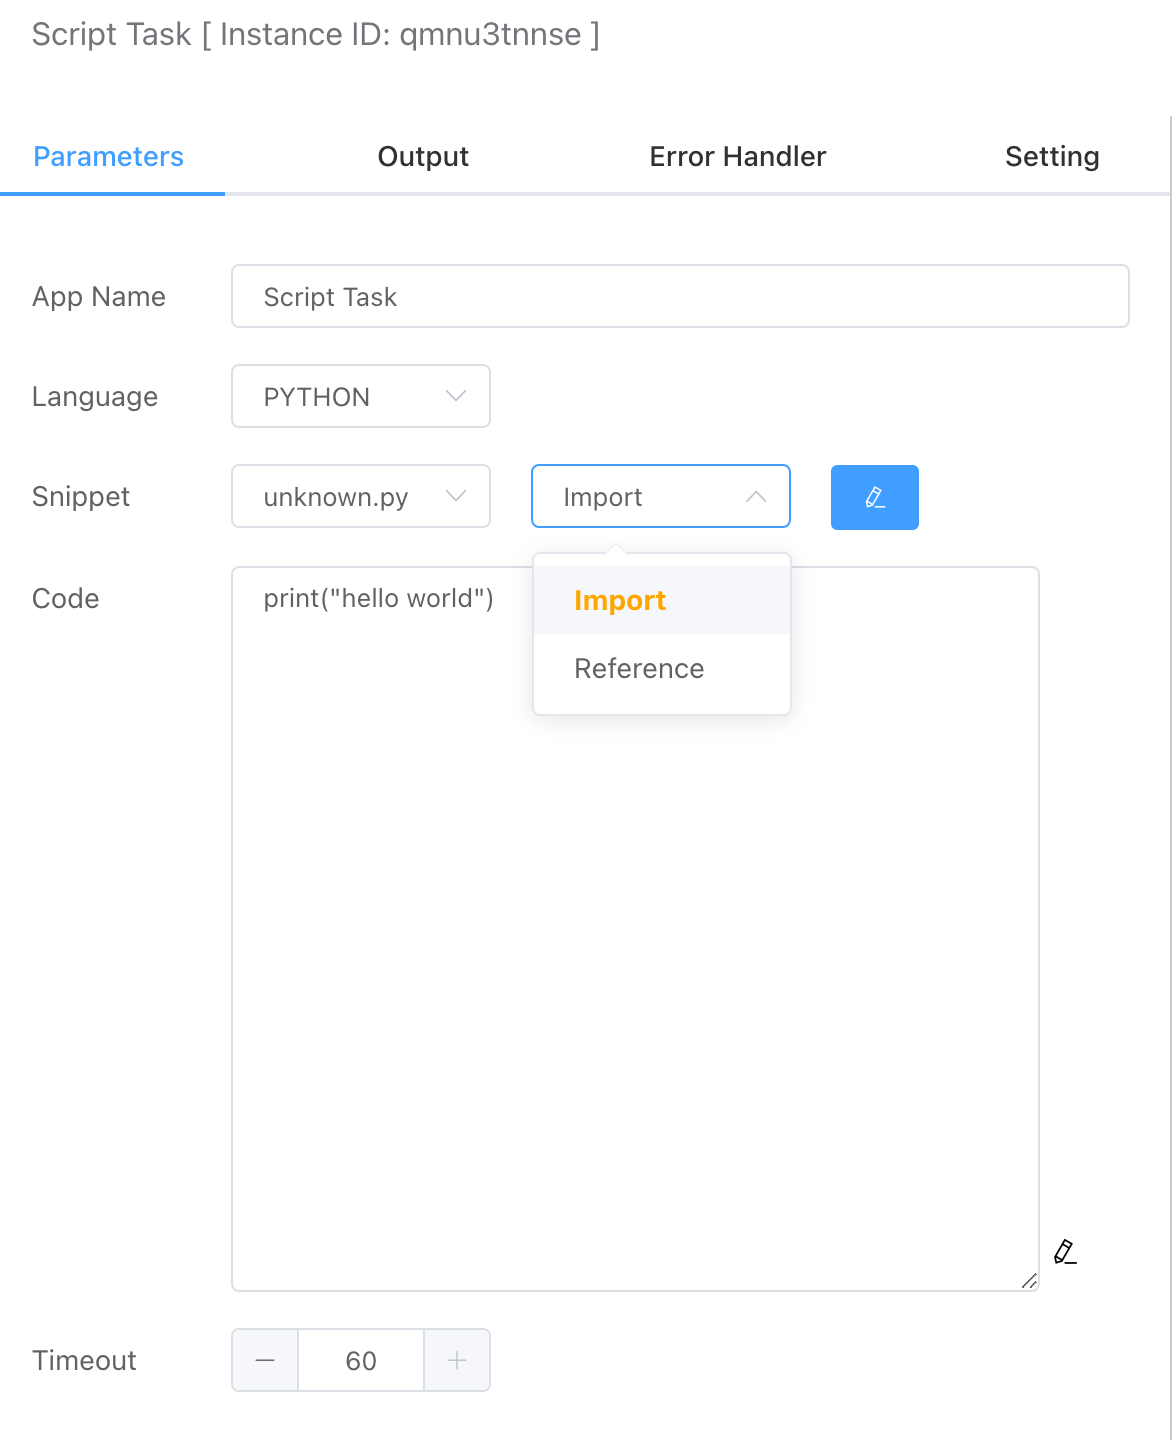 Script Task [ Instance ID: qmnu3tnnse ]
Parameters Output Error Handler Setting
App Name Script Task
Language PYTHON
Snippet unknown.py Import
Code print("hello world")
Import
Reference
Timeout 60